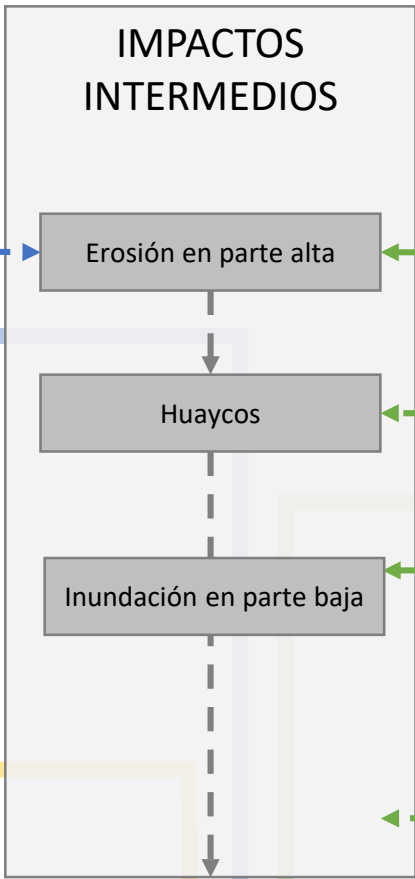 IMPACTOS
INTERMEDIOS
Erosión en parte alta
Huaycos
Inundación en parte baja